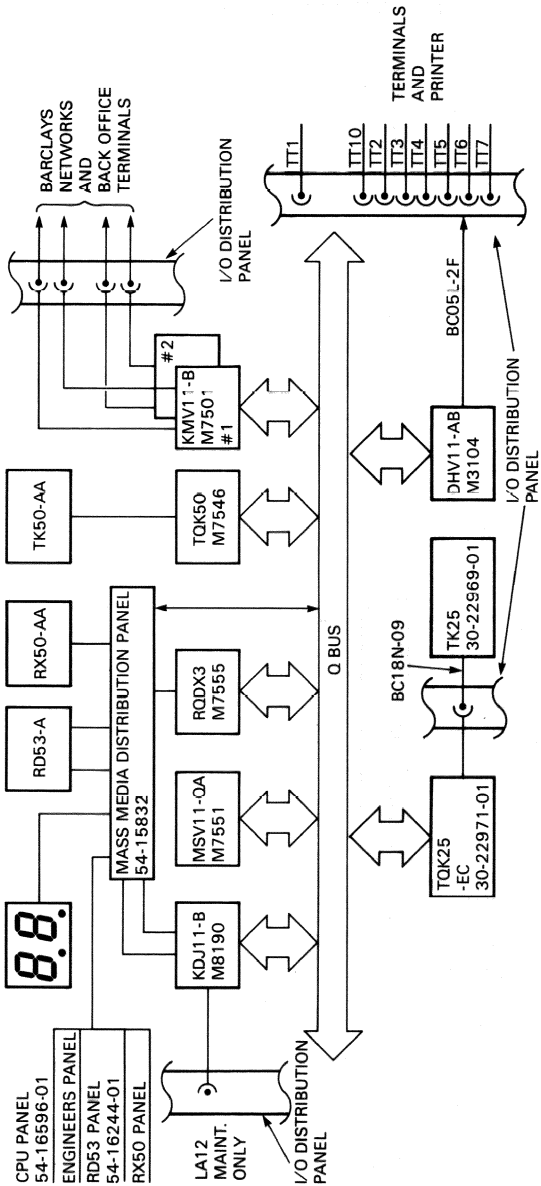 CPU PANEL
54-16596-01
ENGINEERS PANEL
RD53 PANEL
54-16244-01
RX50 PANEL
88.
RD53-A
RX50-AA
TK50-AA
BARCLAYS
NETWORKS
AND
BACK OFFICE
TERMINALS
MASS MEDIA DISTRIBUTION PANEL
54-15832
I/O DISTRIBUTION
PANEL
LA12
MAINT.
ONLY
KDJ11-B
M8190
MSV11-QA
M7551
RQDX3
M7555
TQK50
M7546
#2
KMV11-B
M7501
#1
I/O DISTRIBUTION
PANEL
Q BUS
TQK25
-EC
30-22971-01
BC18N-09
TK25
30-22969-01
DHV11-AB
M3104
BC05L-2F
I/O DISTRIBUTION
PANEL
TT1
TT10
TT2
TT3
TT4
TT5
TT6
TT7
TERMINALS
AND
PRINTER